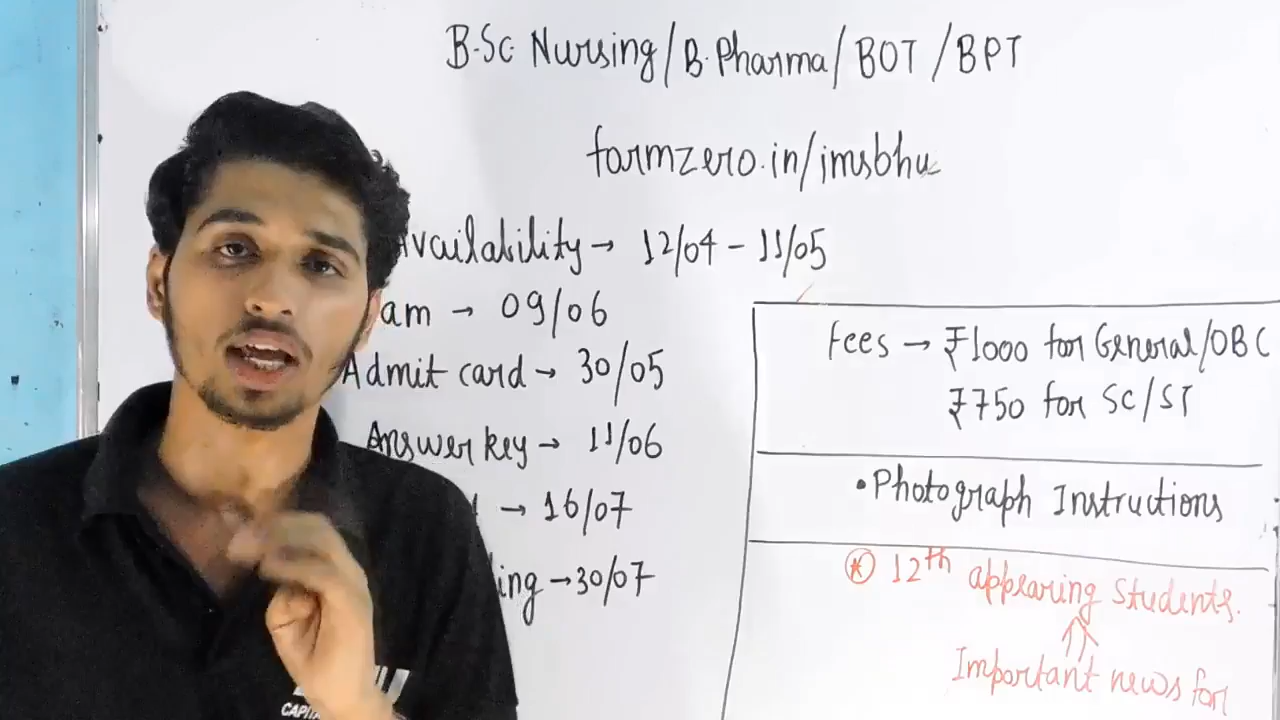 B.Sc Nursing/B.Pharma/BOT/BPT
formzero.in/imsbhu
Availability → 12/04 - 11/05
am → 09/06
Admit card → 30/05
Answer key → 11/06
→ 16/07
ing → 30/07
Fees → ₹1000 for General/OBC
₹750 for SC/ST
• Photograph Instructions
* 12th appearing Students.
Important news for